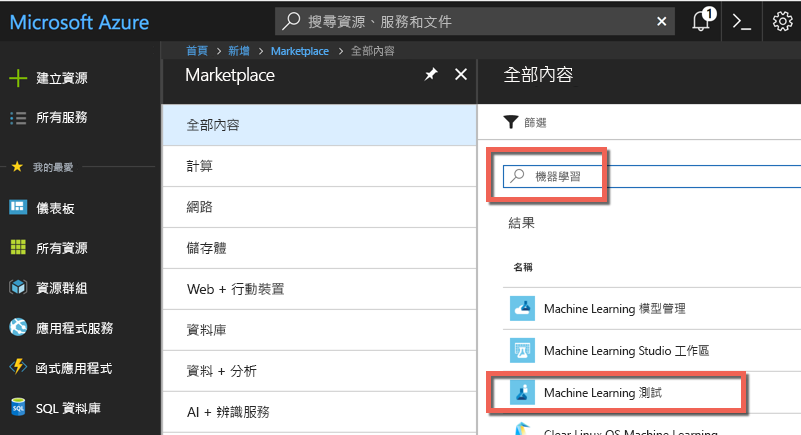 Microsoft Azure
搜尋資源、服務和文件
1
首頁 > 新增 > Marketplace > 全部內容
建立資源
所有服務
我的最愛
儀表板
所有資源
資源群組
應用程式服務
函式應用程式
SQL 資料庫
Marketplace
全部內容
計算
網路
儲存體
Web + 行動裝置
資料庫
資料 + 分析
AI + 辨識服務
全部內容
篩選
機器學習
結果
名稱
Machine Learning 模型管理
Machine Learning Studio 工作區
Machine Learning 測試
Clear Linux OS Machine Learning